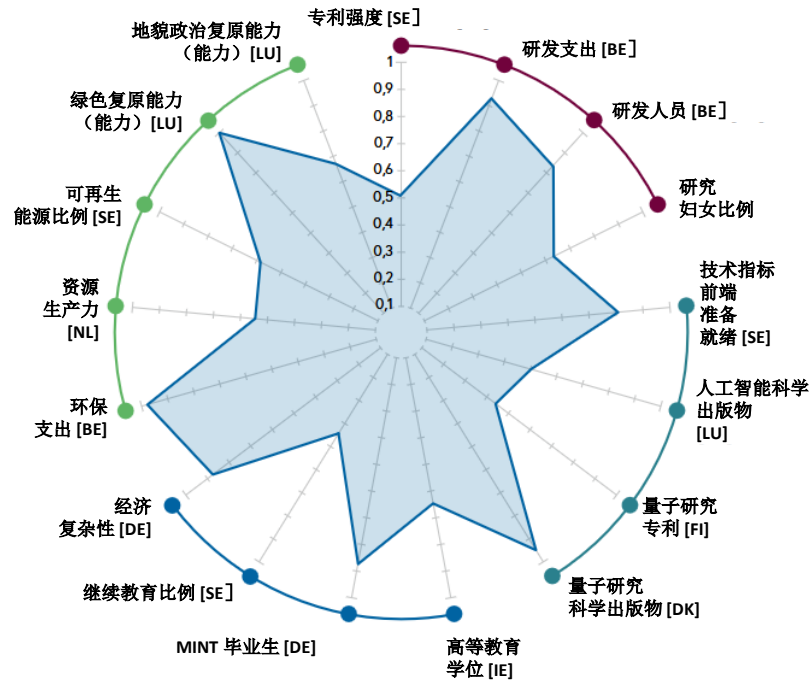 专利强度 [SE]
研发支出 [BE]
研发人员 [BE]
研究
妇女比例
技术指标
前端
准备
就绪 [SE]
人工智能科学
出版物
[LU]
量子研究
专利 [FI]
量子研究
科学出版物 [DK]
高等教育
学位 [IE]
MINT 毕业生 [DE]
继续教育比例 [SE]
经济
复杂性 [DE]
环保
支出 [BE]
资源
生产力
[NL]
可再生
能源比例 [SE]
绿色复原能力
（能力）[LU]
地貌政治复原能力
（能力）[LU]
1
0,9
0,8
0,7
0,6
0,5
0,4
0,3
0,2
0,1